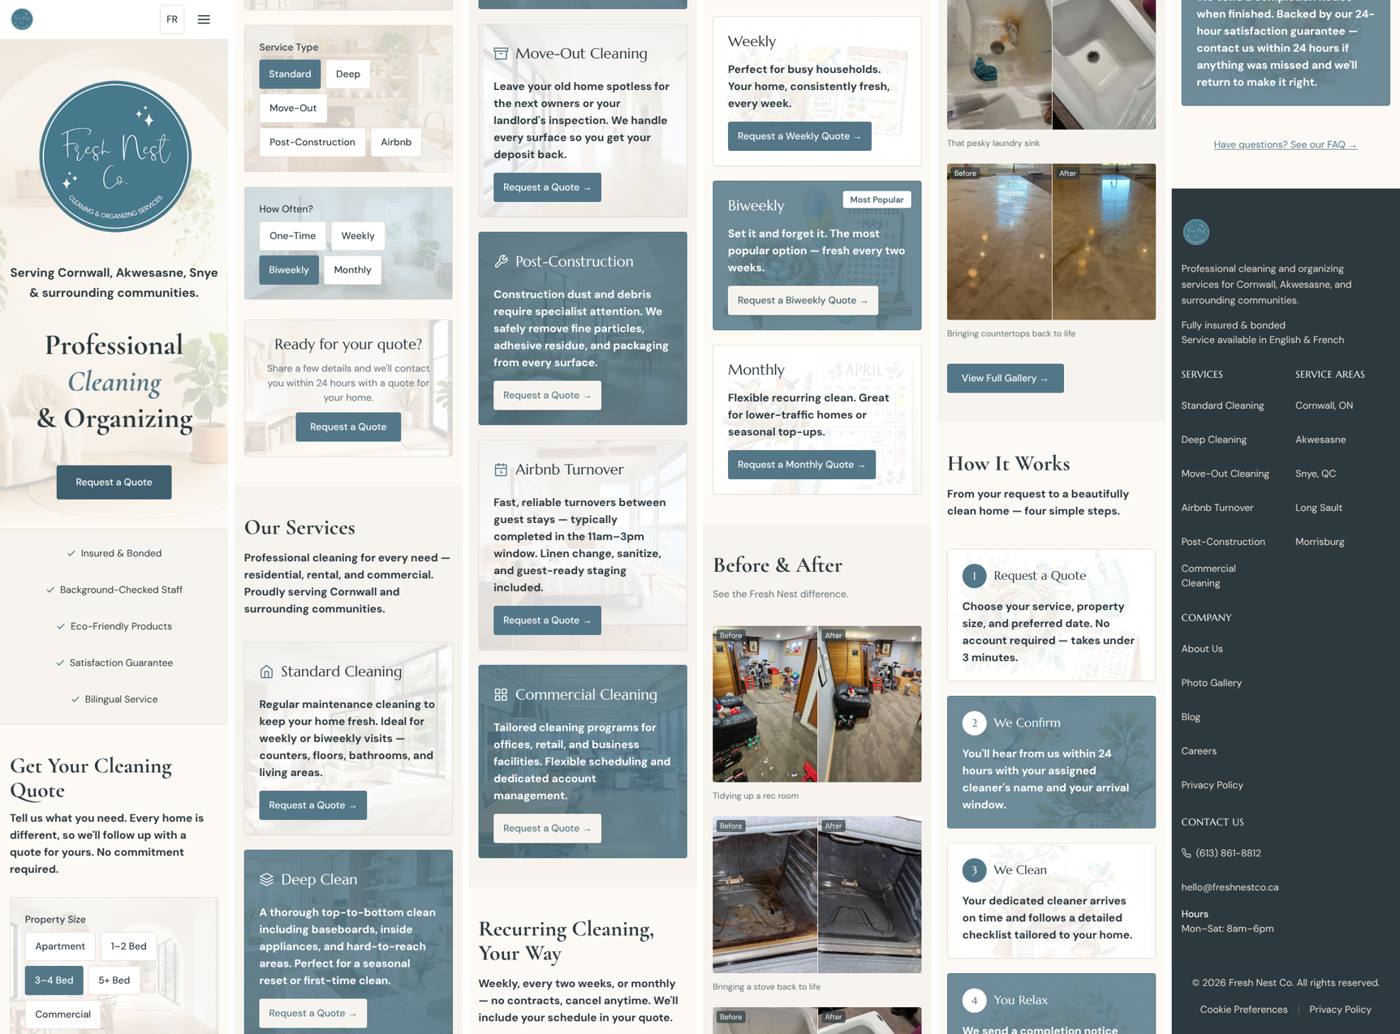 FR
Fresh Nest
Co.
CLEANING & ORGANIZING SERVICES
Serving Cornwall, Akwesasne, Snye
& surrounding communities.
Professional
Cleaning
& Organizing
Request a Quote
Insured & Bonded
Background-Checked Staff
Eco-Friendly Products
Satisfaction Guarantee
Bilingual Service
Get Your Cleaning
Quote
Tell us what you need. Every home is
different, so we'll follow up with a
quote for yours. No commitment
required.
Property Size
Apartment
1–2 Bed
3–4 Bed
5+ Bed
Commercial
Service Type
Standard
Deep
Move-Out
Post-Construction
Airbnb
How Often?
One-Time
Weekly
Biweekly
Monthly
Ready for your quote?
Share a few details and we'll contact
you within 24 hours with a quote for
your home.
Request a Quote
Our Services
Professional cleaning for every need —
residential, rental, and commercial.
Proudly serving Cornwall and
surrounding communities.
Standard Cleaning
Regular maintenance cleaning to
keep your home fresh. Ideal for
weekly or biweekly visits —
counters, floors, bathrooms, and
living areas.
Request a Quote →
Deep Clean
A thorough top-to-bottom clean
including baseboards, inside
appliances, and hard-to-reach
areas. Perfect for a seasonal
reset or first-time clean.
Request a Quote →
Move-Out Cleaning
Leave your old home spotless for
the next owners or your
landlord's inspection. We handle
every surface so you get your
deposit back.
Request a Quote →
Post-Construction
Construction dust and debris
require specialist attention. We
safely remove fine particles,
adhesive residue, and packaging
from every surface.
Request a Quote →
Airbnb Turnover
Fast, reliable turnovers between
guest stays — typically
completed in the 11am–3pm
window. Linen change, sanitize,
and guest-ready staging
included.
Request a Quote →
Commercial Cleaning
Tailored cleaning programs for
offices, retail, and business
facilities. Flexible scheduling and
dedicated account
management.
Request a Quote →
Recurring Cleaning,
Your Way
Weekly, every two weeks, or monthly
— no contracts, cancel anytime. We'll
include your schedule in your quote.
Weekly
Perfect for busy households.
Your home, consistently fresh,
every week.
Request a Weekly Quote →
Biweekly
Most Popular
MAY
Set it and forget it. The most
popular option — fresh every two
weeks.
Request a Biweekly Quote →
Monthly
APRIL
Flexible recurring clean. Great
for lower-traffic homes or
seasonal top-ups.
Request a Monthly Quote →
Before & After
See the Fresh Nest difference.
Before
After
Tidying up a rec room
Before
After
Bringing a stove back to life
Before
After
That pesky laundry sink
Before
After
Bringing countertops back to life
View Full Gallery →
How It Works
From your request to a beautifully
clean home — four simple steps.
1
Request a Quote
Choose your service, property
size, and preferred date. No
account required — takes under
3 minutes.
2
We Confirm
You'll hear from us within 24
hours with your assigned
cleaner's name and your arrival
window.
3
We Clean
Your dedicated cleaner arrives
on time and follows a detailed
checklist tailored to your home.
4
You Relax
We send a completion notice
when finished. Backed by our 24-
hour satisfaction guarantee —
contact us within 24 hours if
anything was missed and we'll
return to make it right.
Have questions? See our FAQ →
Professional cleaning and organizing
services for Cornwall, Akwesasne, and
surrounding communities.
Fully insured & bonded
Service available in English & French
SERVICES
Standard Cleaning
Deep Cleaning
Move-Out Cleaning
Airbnb Turnover
Post-Construction
Commercial
Cleaning
SERVICE AREAS
Cornwall, ON
Akwesasne
Snye, QC
Long Sault
Morrisburg
COMPANY
About Us
Photo Gallery
Blog
Careers
Privacy Policy
CONTACT US
(613) 861-8812
hello@freshnestco.ca
Hours
Mon–Sat: 8am–6pm
© 2026 Fresh Nest Co. All rights reserved.
Cookie Preferences | Privacy Policy